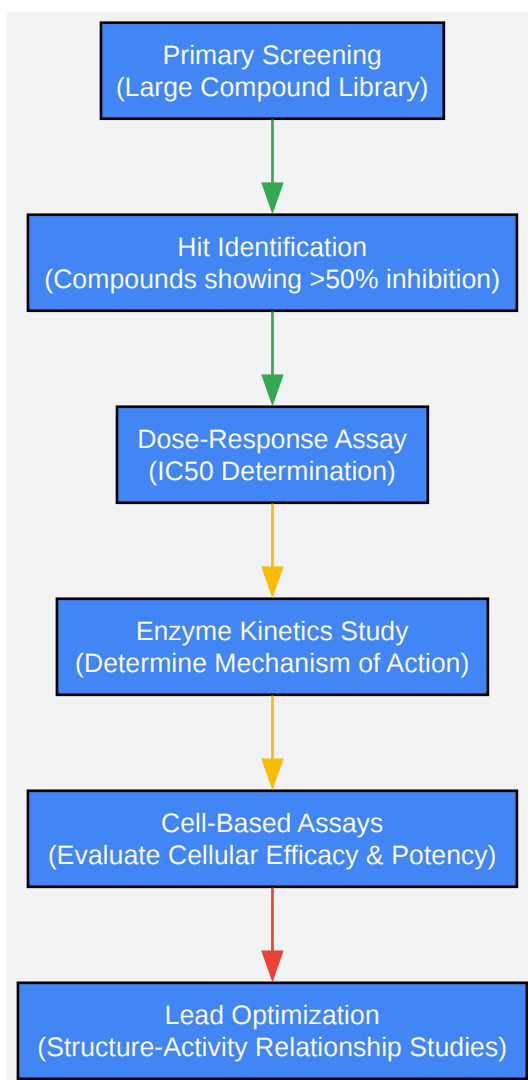 Primary Screening
(Large Compound Library)
Hit Identification
(Compounds showing >50% inhibition)
Dose-Response Assay
(IC50 Determination)
Enzyme Kinetics Study
(Determine Mechanism of Action)
Cell-Based Assays
(Evaluate Cellular Efficacy & Potency)
Lead Optimization
(Structure-Activity Relationship Studies)